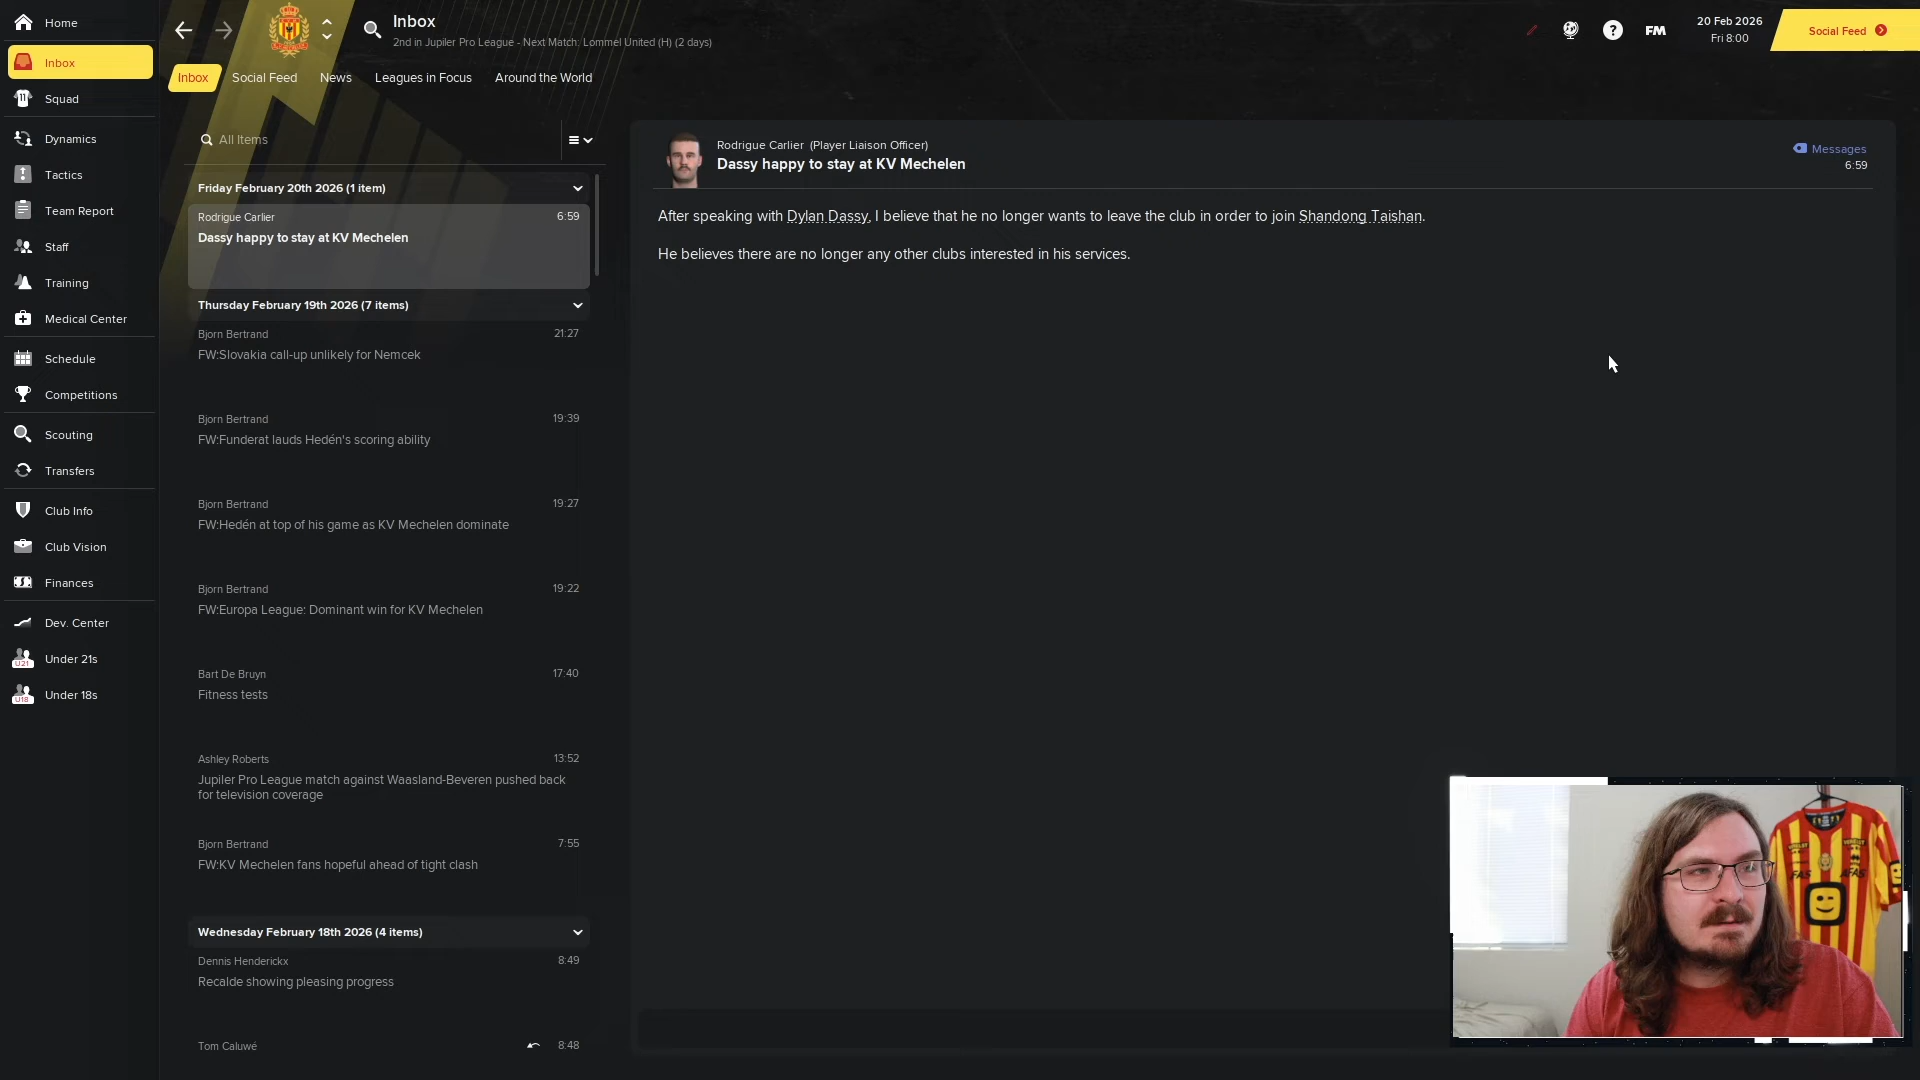 Home
Inbox
Squad
Dynamics
Tactics
Team Report
Staff
Training
Medical Center
Schedule
Competitions
Scouting
Transfers
Club Info
Club Vision
Finances
Dev. Center
U21
Under 21s
U18
Under 18s
Inbox
2nd in Jupiler Pro League - Next Match: Lommel United (H) (2 days)
FM
20 Feb 2026
Fri 8:00
Social Feed
Inbox
Social Feed
News
Leagues in Focus
Around the World
All Items
Friday February 20th 2026 (1 item)
Rodrigue Carlier 6:59
Dassy happy to stay at KV Mechelen
Thursday February 19th 2026 (7 items)
Bjorn Bertrand 21:27
FW:Slovakia call-up unlikely for Nemcek
Bjorn Bertrand 19:39
FW:Funderat lauds Hedén's scoring ability
Bjorn Bertrand 19:27
FW:Hedén at top of his game as KV Mechelen dominate
Bjorn Bertrand 19:22
FW:Europa League: Dominant win for KV Mechelen
Bart De Bruyn 17:40
Fitness tests
Ashley Roberts 13:52
Jupiler Pro League match against Waasland-Beveren pushed back
for television coverage
Bjorn Bertrand 7:55
FW:KV Mechelen fans hopeful ahead of tight clash
Wednesday February 18th 2026 (4 items)
Dennis Henderickx 8:49
Recalde showing pleasing progress
Tom Caluwé 8:48
Rodrigue Carlier (Player Liaison Officer)
Dassy happy to stay at KV Mechelen
Messages
6:59
After speaking with Dylan Dassy, I believe that he no longer wants to leave the club in order to join Shandong Taishan.
He believes there are no longer any other clubs interested in his services.